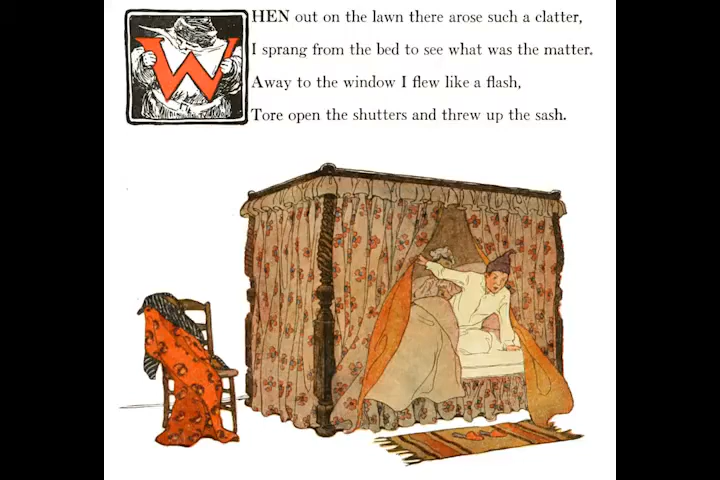 WHEN out on the lawn there arose such a clatter,
I sprang from the bed to see what was the matter.
Away to the window I flew like a flash,
Tore open the shutters and threw up the sash.